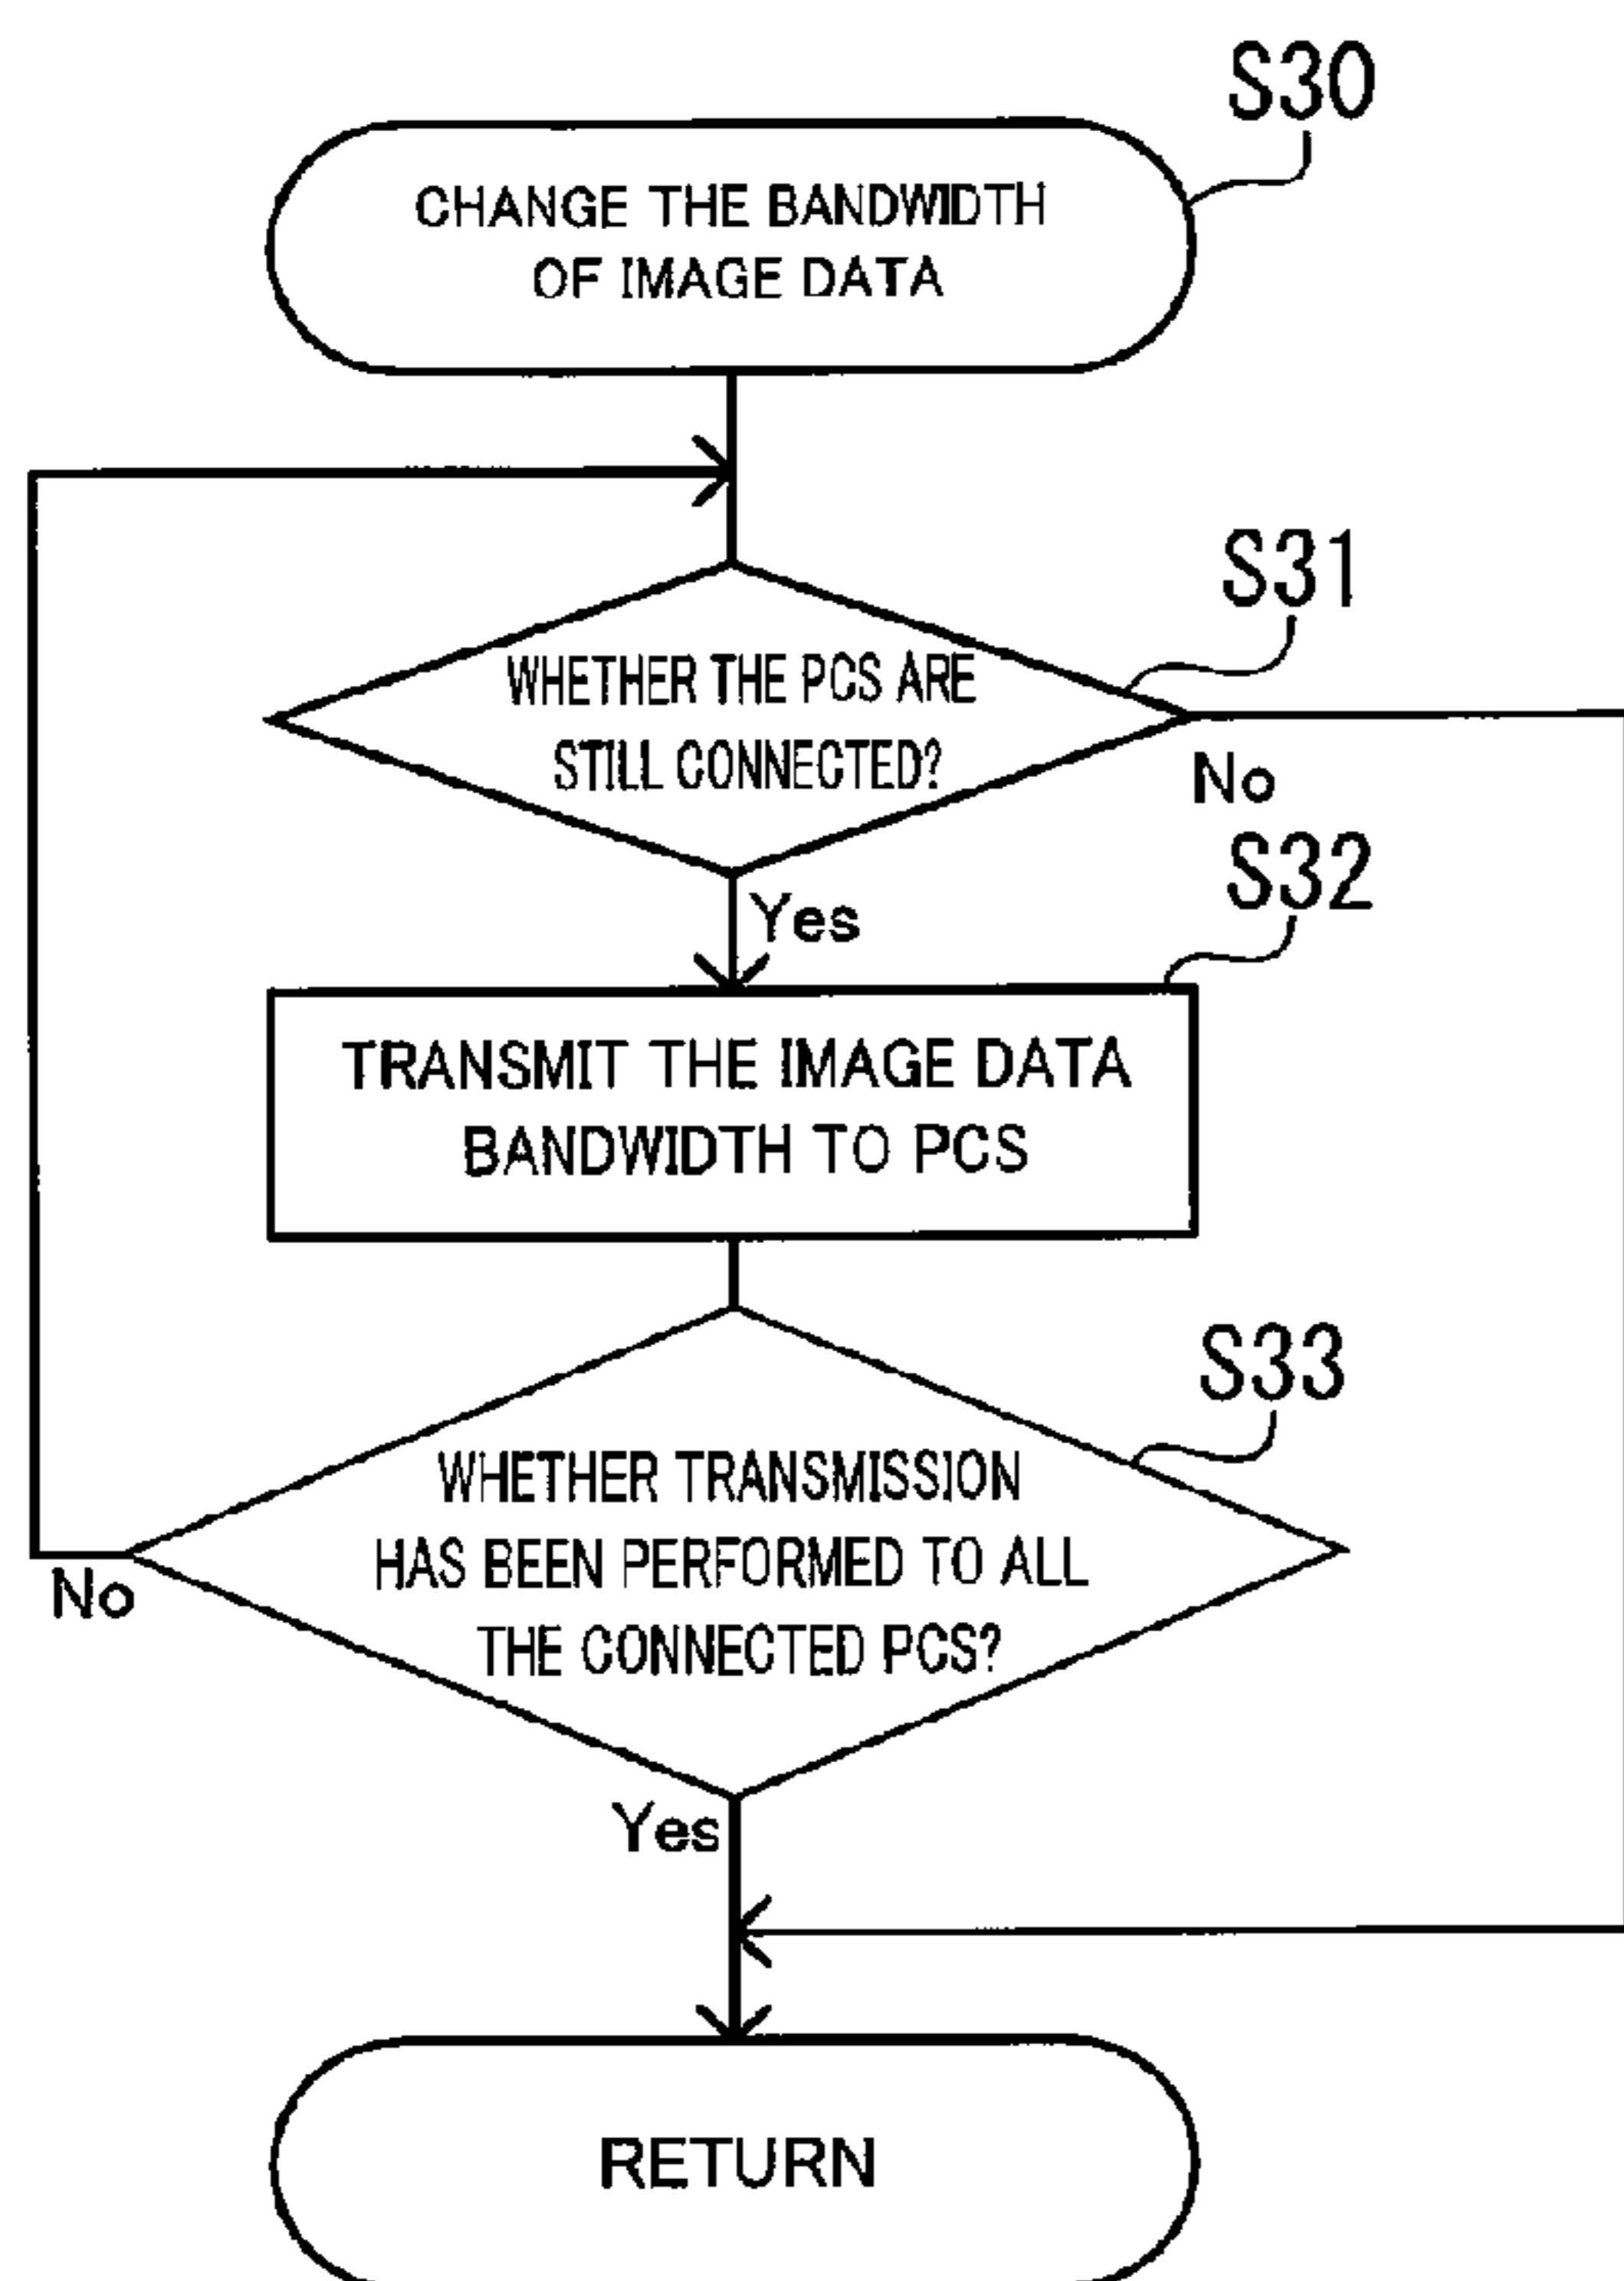 S30
CHANGE THE BANDWIDTH
OF IMAGE DATA
S31
WHETHER THE PCS ARE
STILL CONNECTED?
No
S32
Yes
TRANSMIT THE IMAGE DATA
BANDWIDTH TO PCS
S33
WHETHER TRANSMISSION
HAS BEEN PERFORMED TO ALL
THE CONNECTED PCS?
No
Yes
RETURN